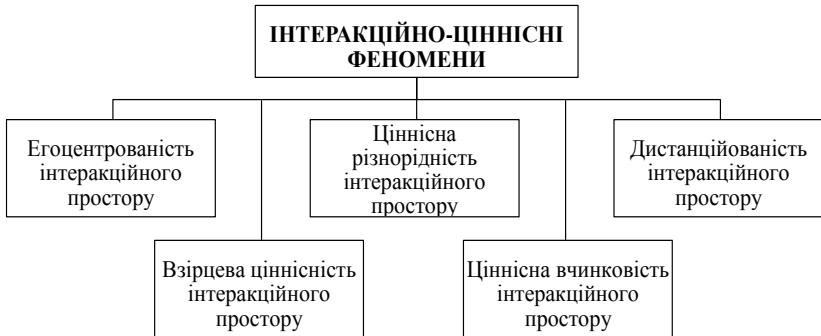 ІНТЕРАКЦІЙНО-ЦІННІСНІ
ФЕНОМЕНИ
Егоцентрованість
інтеракційного
простору
Ціннісна
різнорідність
інтеракційного
простору
Дистанційованість
інтеракційного
простору
Взірцева ціннісність
інтеракційного
простору
Ціннісна вчинковість
інтеракційного
простору